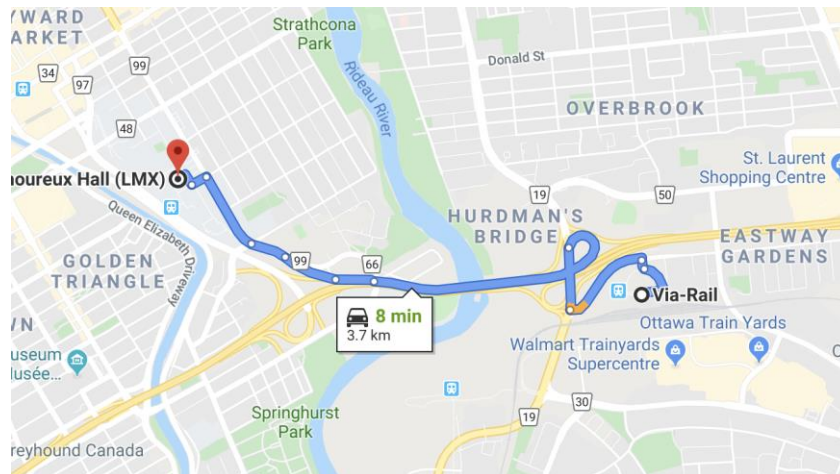 YWARD
ARKET
Strathcona
Park
99
34
97
48
Rideau River
Donald St
OVERBROOK
St. Laurent
Shopping Centre
noureux Hall (LMX)
19
50
Queen Elizabeth Driveway
HURDMAN'S
BRIDGE
EASTWAY
GARDENS
GOLDEN
TRIANGLE
99
66
8 min
3.7 km
Via-Rail
WN
Ottawa Train Yards
Walmart Trainyards
Supercentre
useum
Musée...
Springhurst
Park
19
30
reyhound Canada